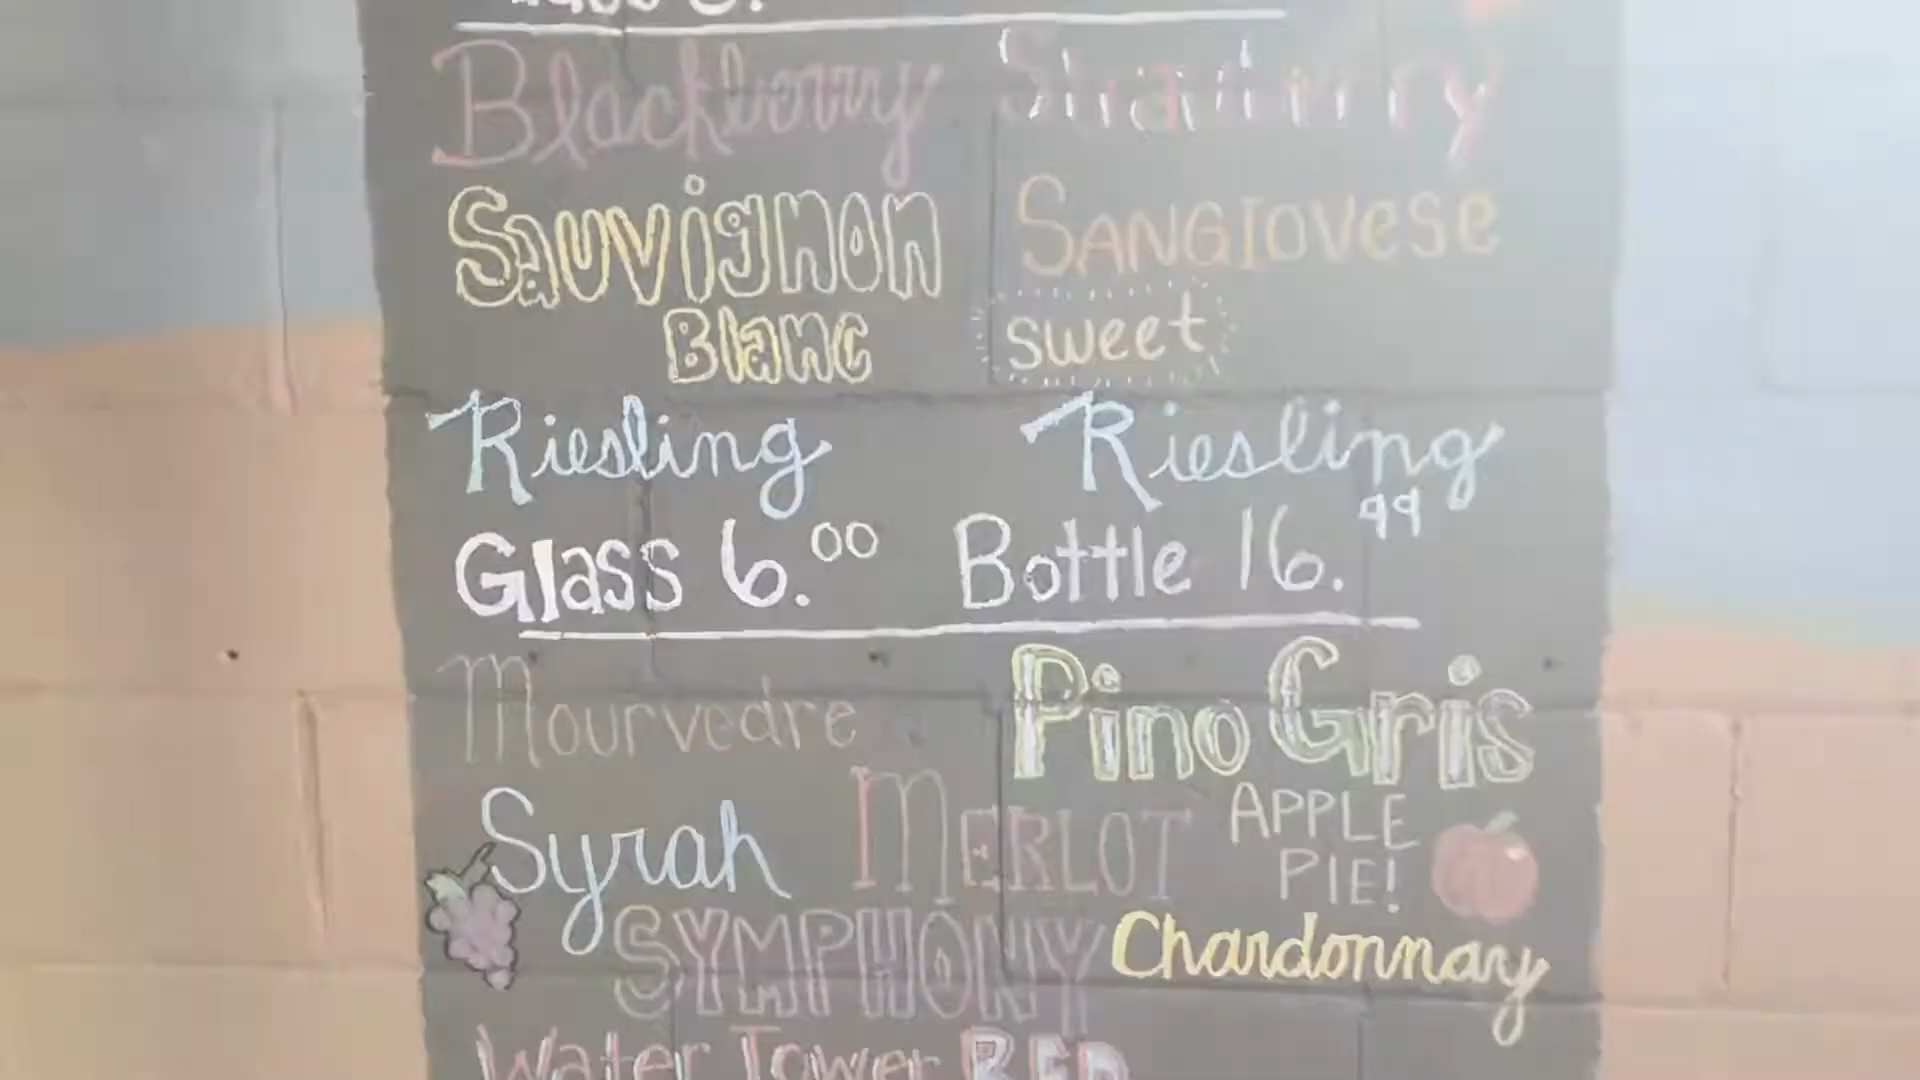 Blackberry Strawberry
Sauvignon Blanc
SANGIOVESE
sweet
Riesling Riesling
Glass 6.00 Bottle 16.99
Mourvedre Pino Gris
Syrah MERLOT APPLE PIE!
SYMPHONY Chardonnay
Water Tower RED